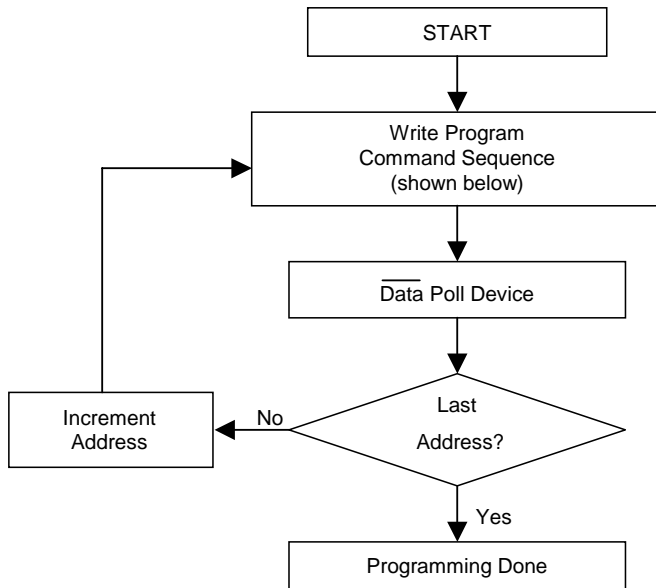 START
Write Program
Command Sequence
(shown below)
Data Poll Device
Last
Address?
No
Increment
Address
Yes
Programming Done